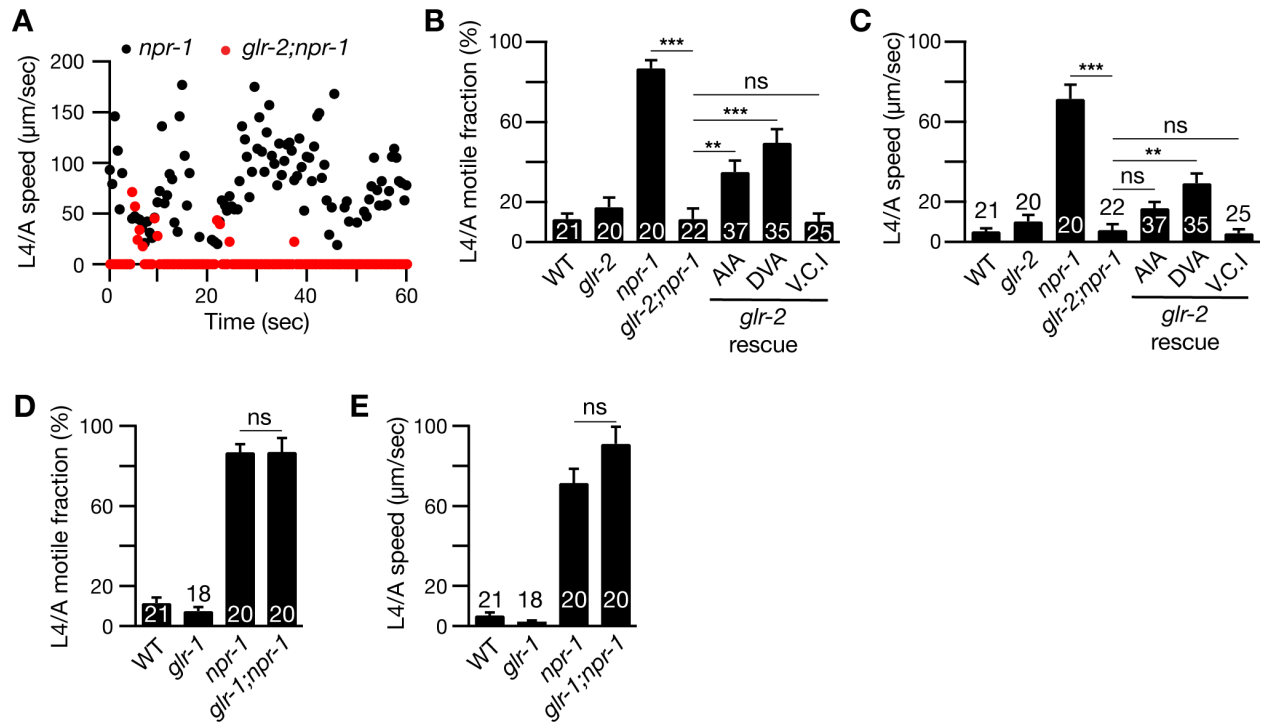 A
npr-1
glr-2;npr-1
L4/A speed (µm/sec)
200
150
100
50
0
0
20
40
60
Time (sec)
B
L4/A motile fraction (%)
100
60
20
0
***
ns
***
**
21
20
20
22
37
35
25
WT
glr-2
npr-1
glr-2;npr-1
AIA
DVA
V.C.I
glr-2
rescue
C
L4/A speed (µm/sec)
100
60
20
0
***
ns
**
ns
21
20
20
22
37
35
25
WT
glr-2
npr-1
glr-2;npr-1
AIA
DVA
V.C.I
glr-2
rescue
D
L4/A motile fraction (%)
100
60
20
0
ns
21
18
20
20
WT
glr-1
npr-1
glr-1;npr-1
E
L4/A speed (µm/sec)
100
60
20
0
ns
21
18
20
20
WT
glr-1
npr-1
glr-1;npr-1